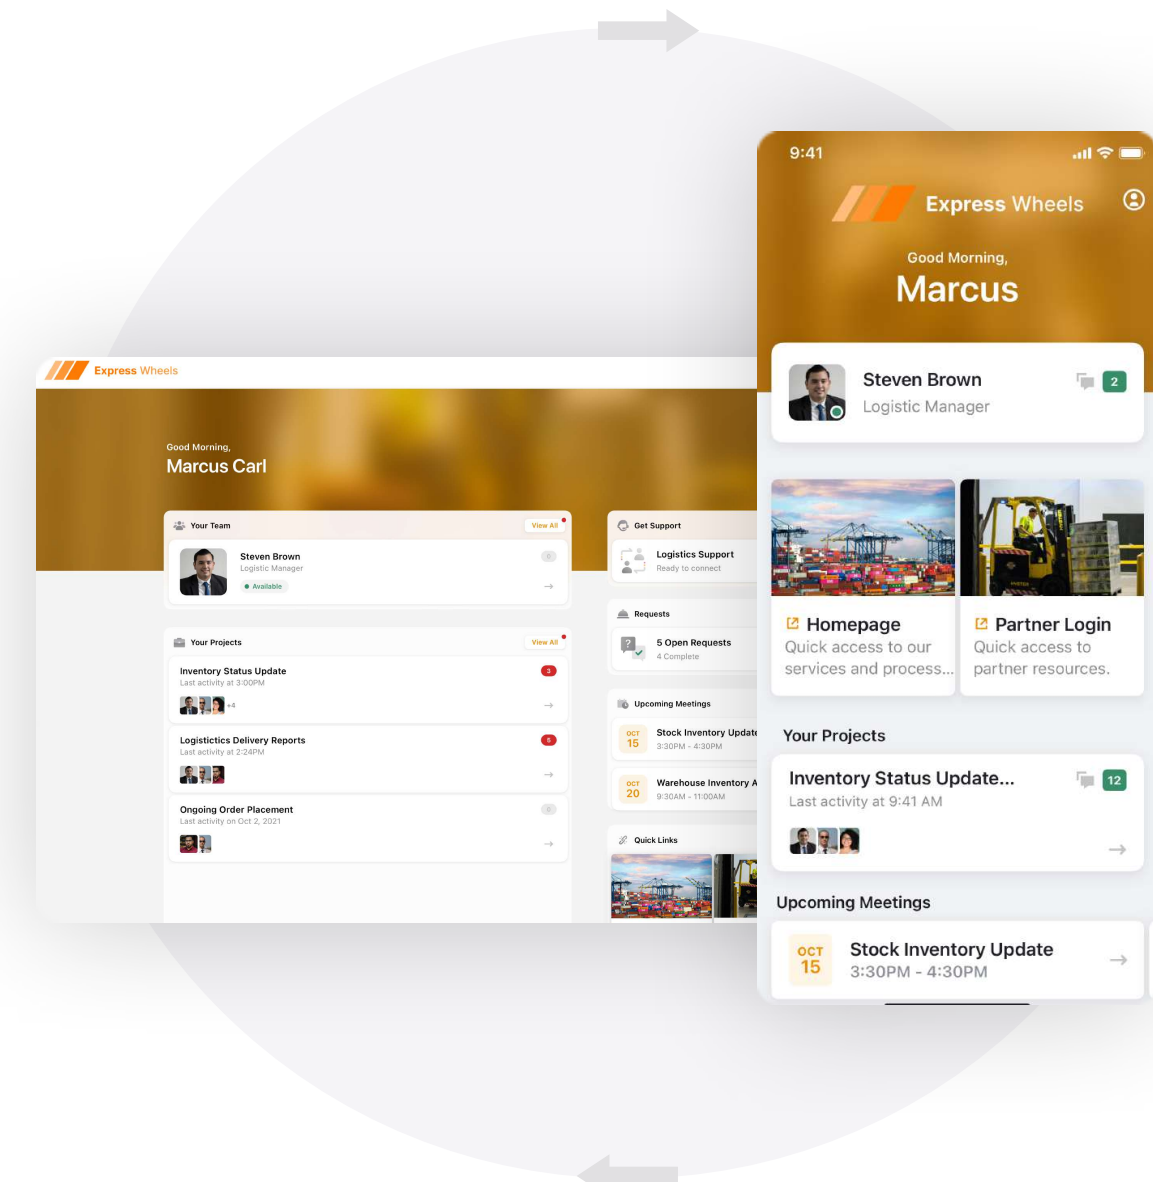 Express Wheels
Good Morning,
Marcus Carl
Your Team
View All
Steven Brown
Logistic Manager
0
Available
Your Projects
View All
Inventory Status Update
3
Last activity at 3:00PM
+4
Logistictics Delivery Reports
5
Last activity at 2:24PM
Ongoing Order Placement
0
Last activity on Oct 2, 2021
Get Support
Logistics Support
Ready to connect
Requests
?
5 Open Requests
4 Complete
Upcoming Meetings
OCT
15
Stock Inventory Update
3:30PM - 4:30PM
OCT
20
Warehouse Inventory A
9:30AM - 11:00AM
Quick Links
9:41
Express Wheels
Good Morning,
Marcus
Steven Brown
2
Logistic Manager
Homepage
Quick access to our
services and process...
Partner Login
Quick access to
partner resources.
Your Projects
Inventory Status Update...
12
Last activity at 9:41 AM
Upcoming Meetings
OCT
15
Stock Inventory Update
3:30PM - 4:30PM